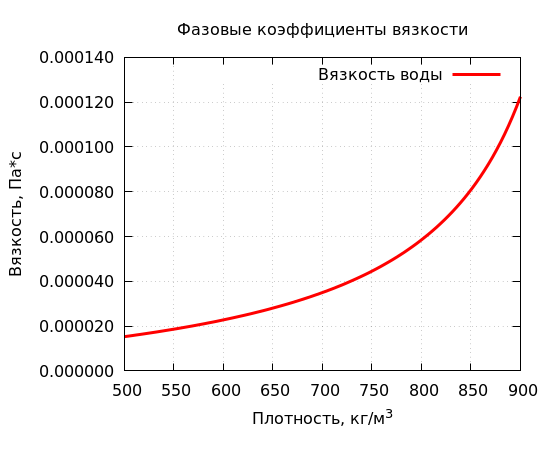 Фазовые коэффициенты вязкости
Вязкость воды
0.000140
0.000120
0.000100
0.000080
0.000060
0.000040
0.000020
0.000000
Вязкость, Па*с
500 550 600 650 700 750 800 850 900
Плотность, кг/м³